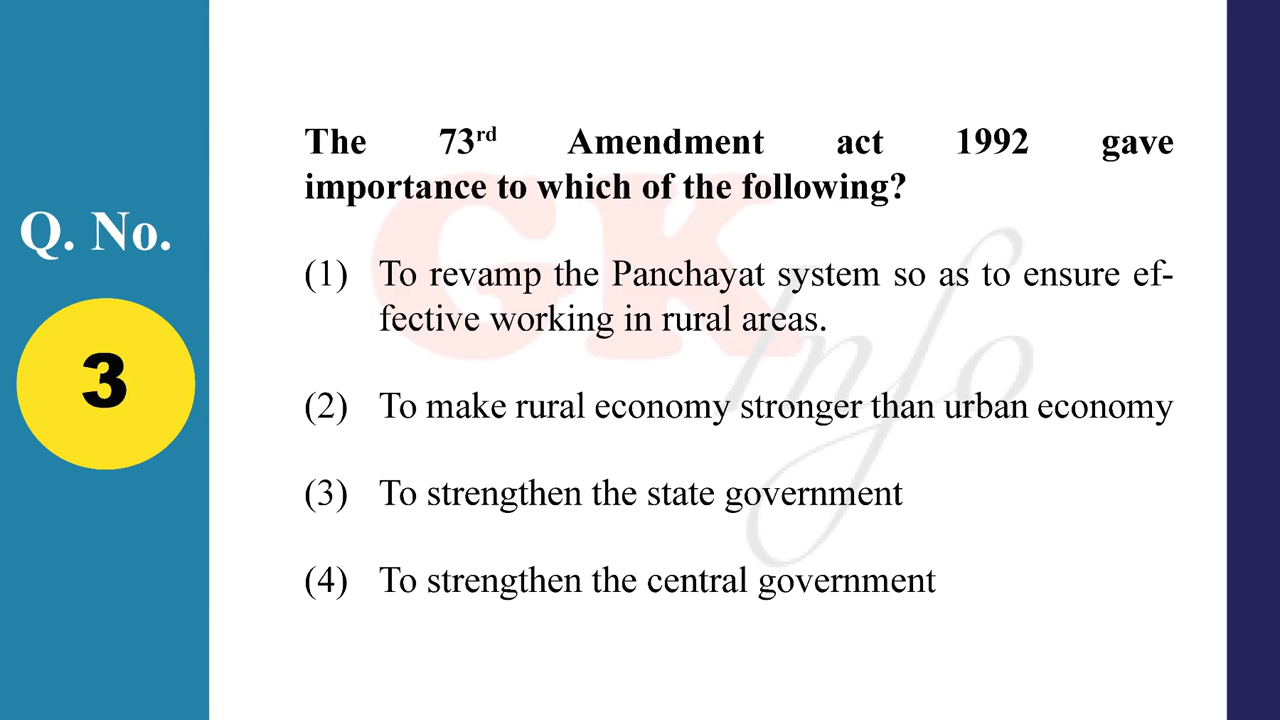 Q. No.
3
The 73rd Amendment act 1992 gave
importance to which of the following?
(1) To revamp the Panchayat system so as to ensure ef-
fective working in rural areas.
(2) To make rural economy stronger than urban economy
(3) To strengthen the state government
(4) To strengthen the central government
GK
info